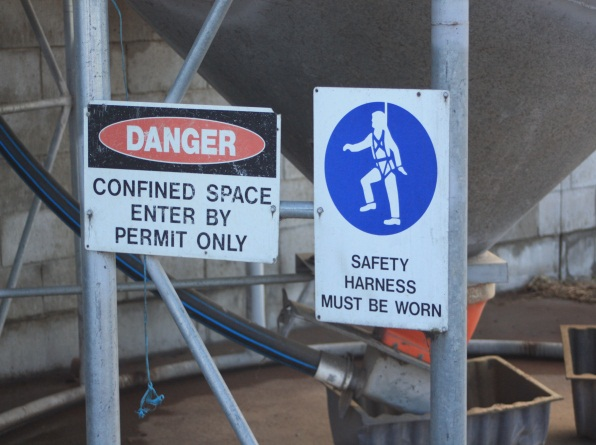 DANGER
CONFINED SPACE
ENTER BY
PERMIT ONLY
SAFETY
HARNESS
MUST BE WORN